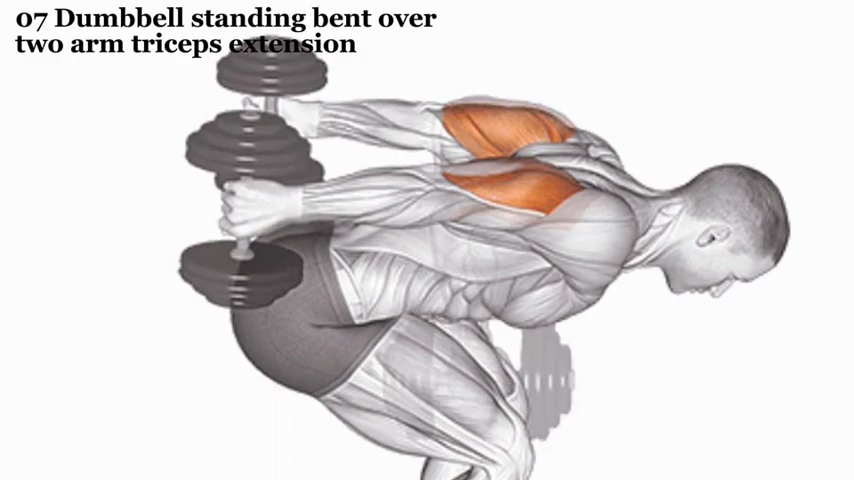 07 Dumbbell standing bent over
two arm triceps extension